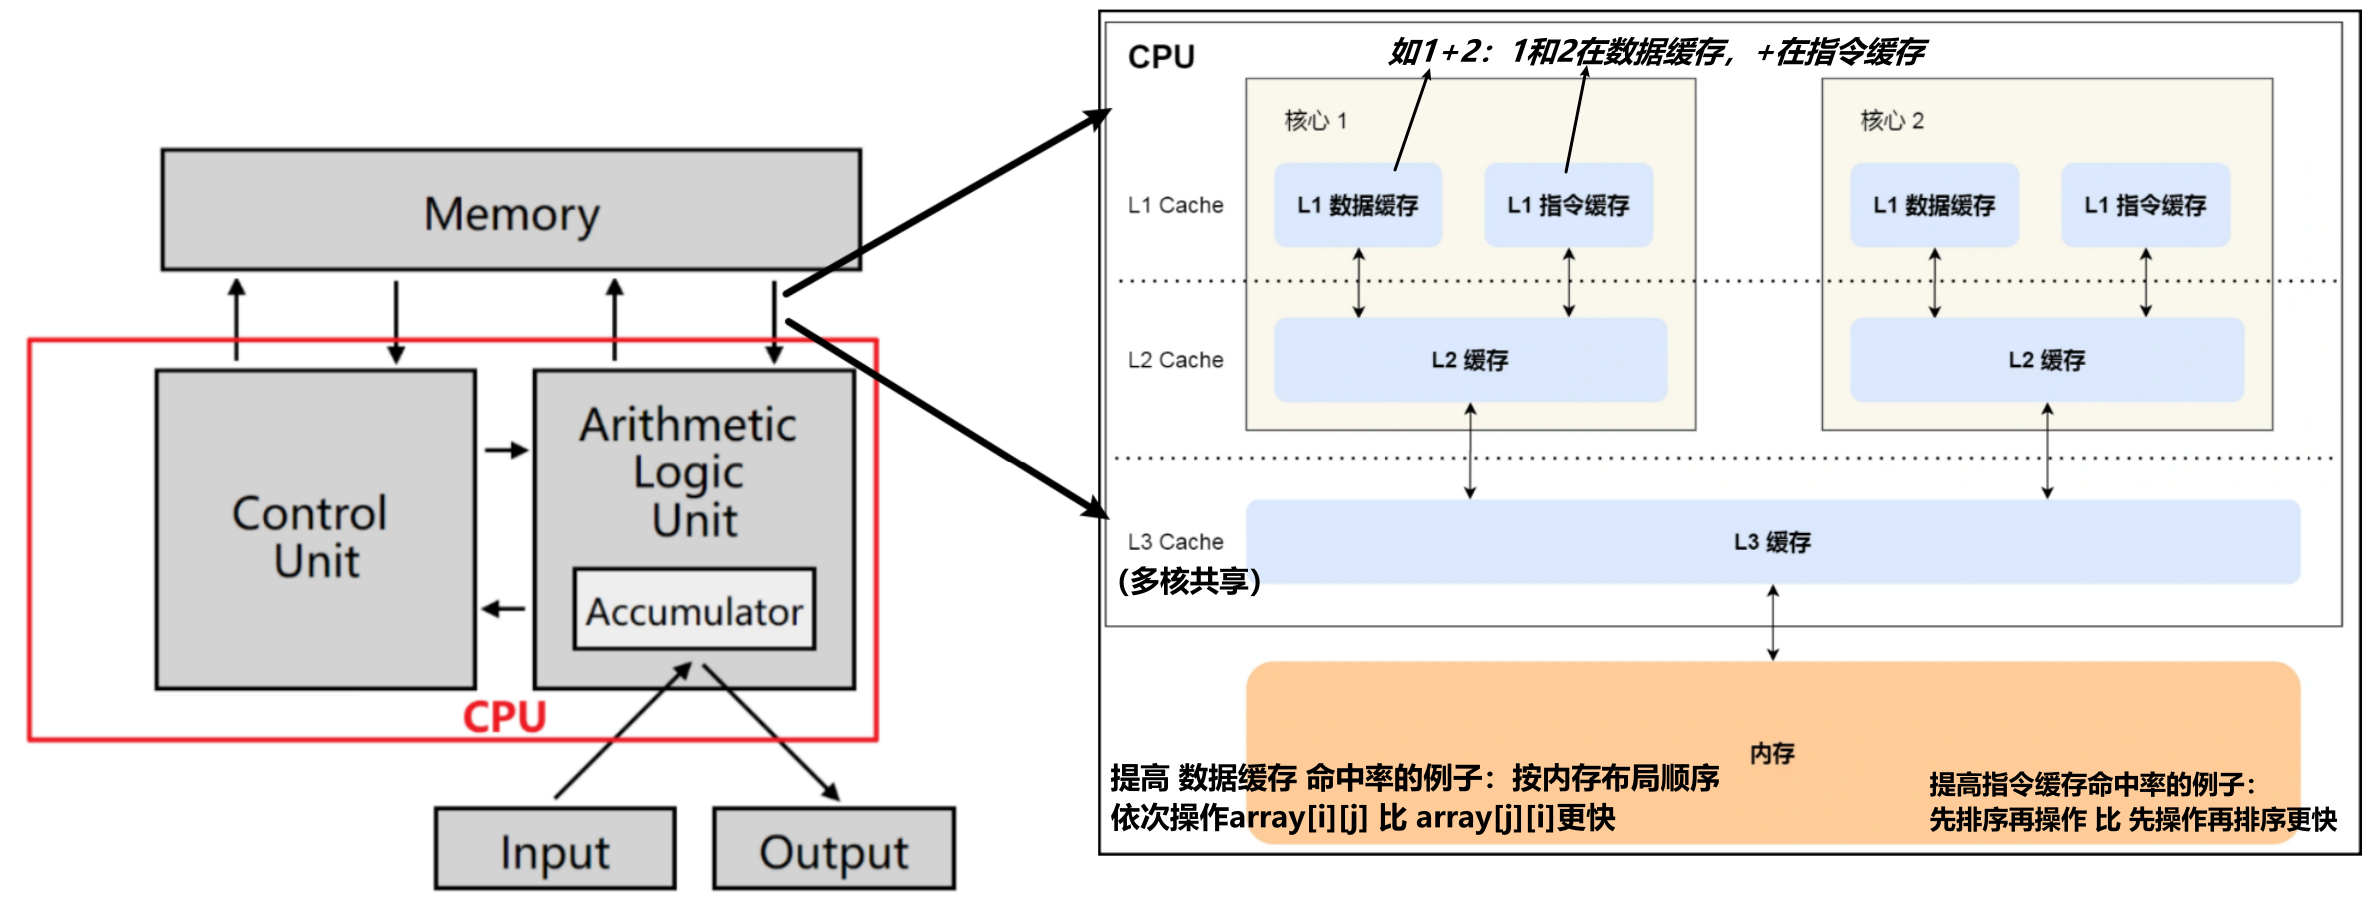 Memory
Control
Unit
Arithmetic
Logic
Unit
Accumulator
CPU
Input
Output
CPU
如1+2：1和2在数据缓存，+在指令缓存
核心 1
核心 2
L1 Cache
L1 数据缓存
L1 指令缓存
L1 数据缓存
L1 指令缓存
L2 Cache
L2 缓存
L2 缓存
L3 Cache
(多核共享)
L3 缓存
内存
提高 数据缓存 命中率的例子：按内存布局顺序
依次操作array[i][j] 比 array[j][i]更快
提高指令缓存命中率的例子：
先排序再操作 比 先操作再排序更快